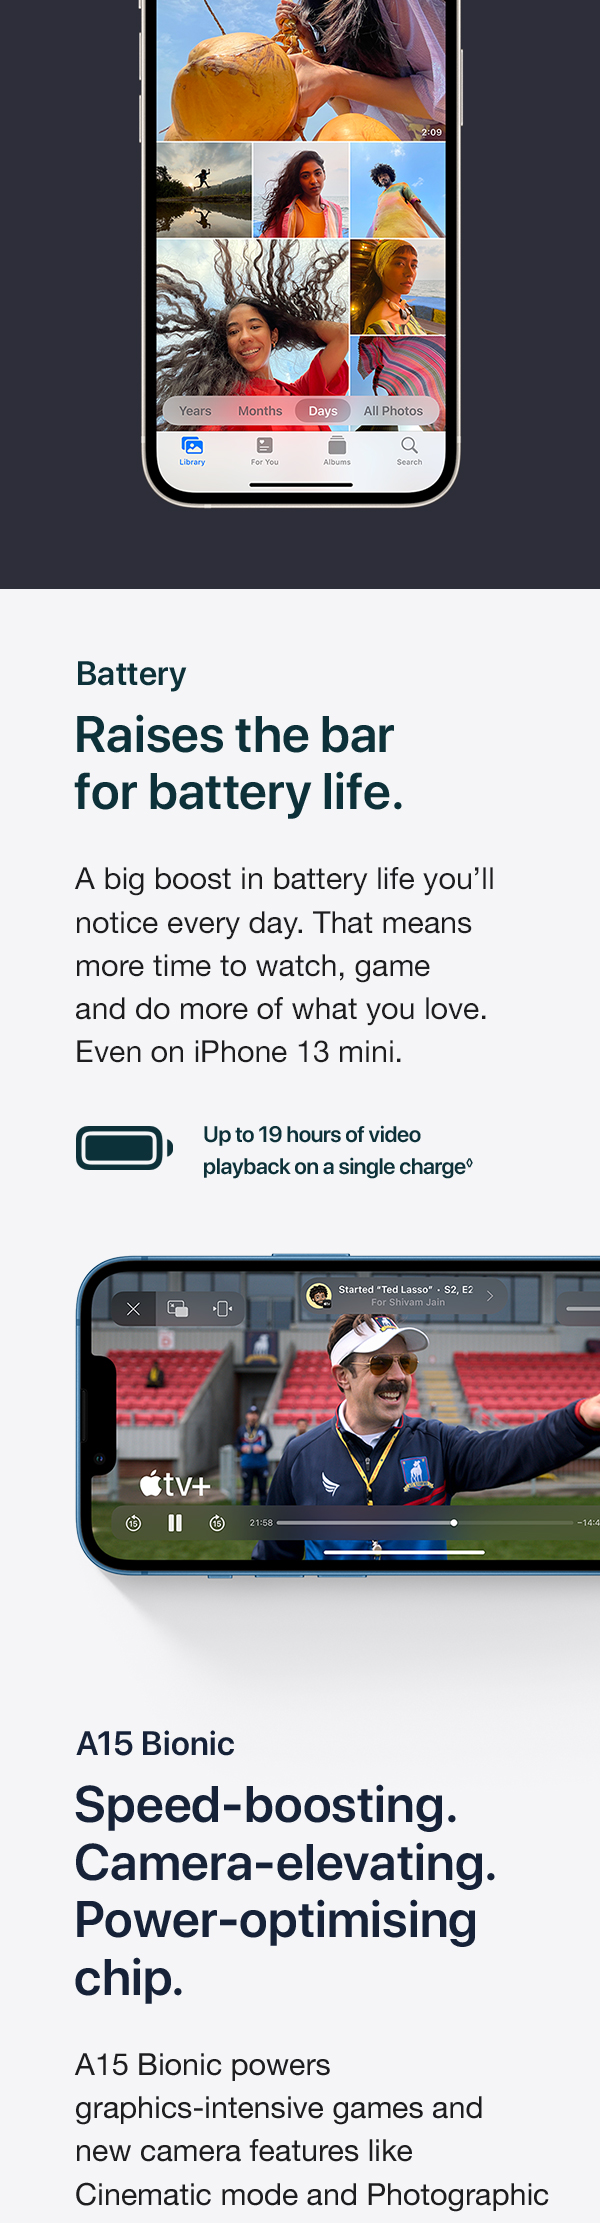 2:09
Years Months Days All Photos
Library For You Albums Search
Battery
Raises the bar
for battery life.
A big boost in battery life you’ll
notice every day. That means
more time to watch, game
and do more of what you love.
Even on iPhone 13 mini.
Up to 19 hours of video
playback on a single charge◊
Started “Ted Lasso” • S2, E2
For Shivam Jain
tv+
15 15 21:58 −14:4
A15 Bionic
Speed-boosting.
Camera-elevating.
Power-optimising
chip.
A15 Bionic powers
graphics-intensive games and
new camera features like
Cinematic mode and Photographic